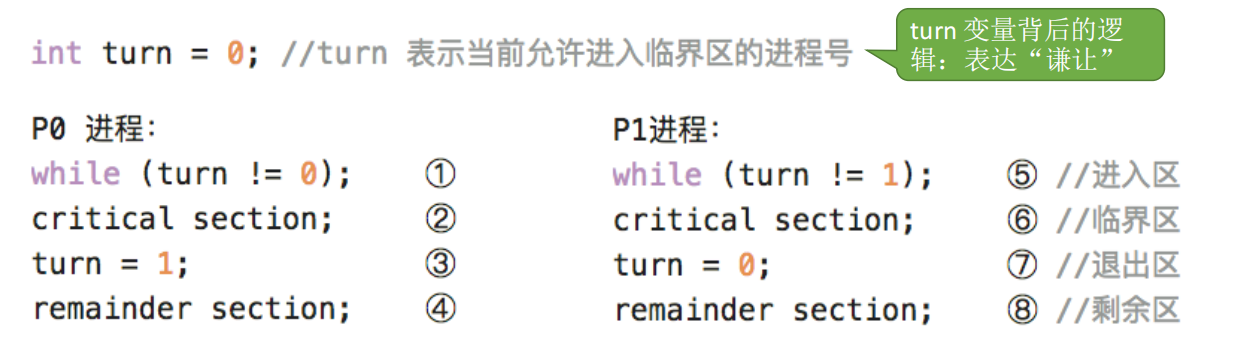 int turn = 0; //turn 表示当前允许进入临界区的进程号
turn 变量背后的逻
辑：表达“谦让”
P0 进程：
while (turn != 0); ①
critical section; ②
turn = 1; ③
remainder section; ④
P1进程：
while (turn != 1); ⑤ //进入区
critical section; ⑥ //临界区
turn = 0; ⑦ //退出区
remainder section; ⑧ //剩余区